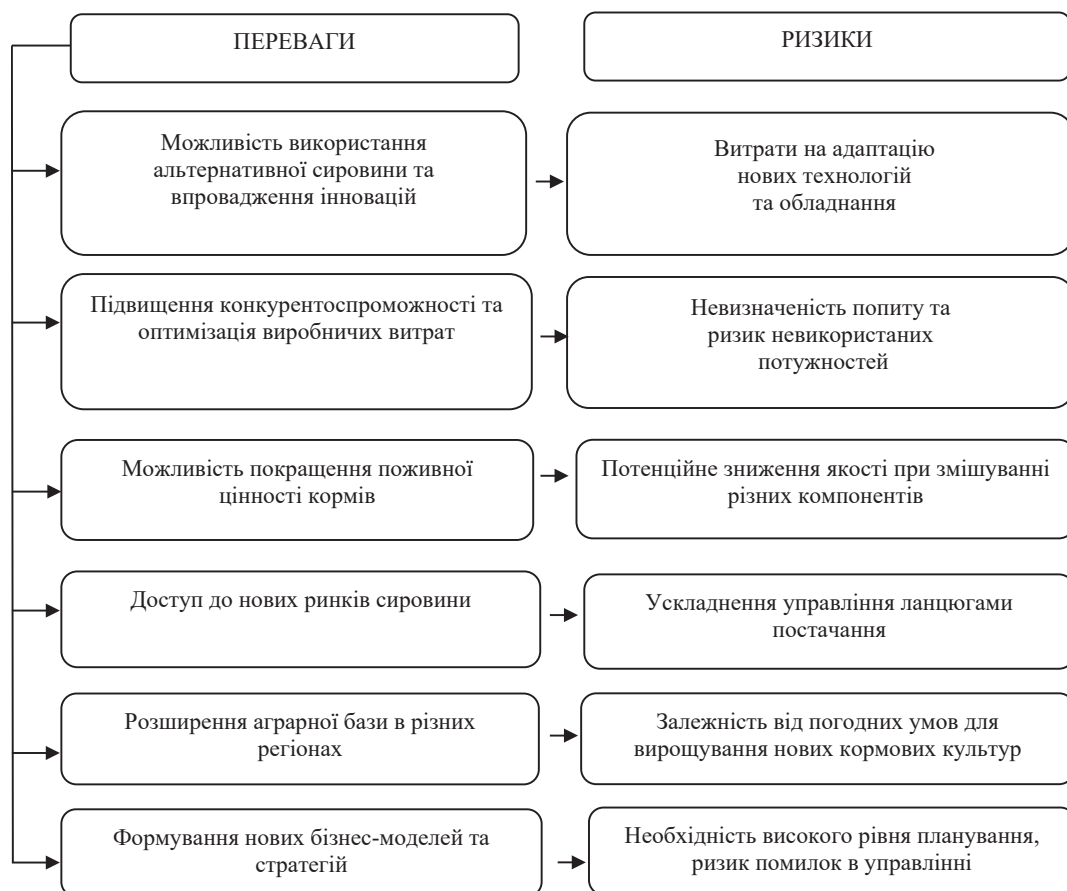 ПЕРЕВАГИ
РИЗИКИ
Можливість використання
альтернативної сировини та
впровадження інновацій
Витрати на адаптацію
нових технологій
та обладнання
Підвищення конкурентоспроможності та
оптимізація виробничих витрат
Невизначеність попиту та
ризик невикористаних
потужностей
Можливість покращення поживної
цінності кормів
Потенційне зниження якості при змішуванні
різних компонентів
Доступ до нових ринків сировини
Ускладнення управління ланцюгами
постачання
Розширення аграрної бази в різних
регіонах
Залежність від погодних умов для
вирощування нових кормових культур
Формування нових бізнес-моделей та
стратегій
Необхідність високого рівня планування,
ризик помилок в управлінні